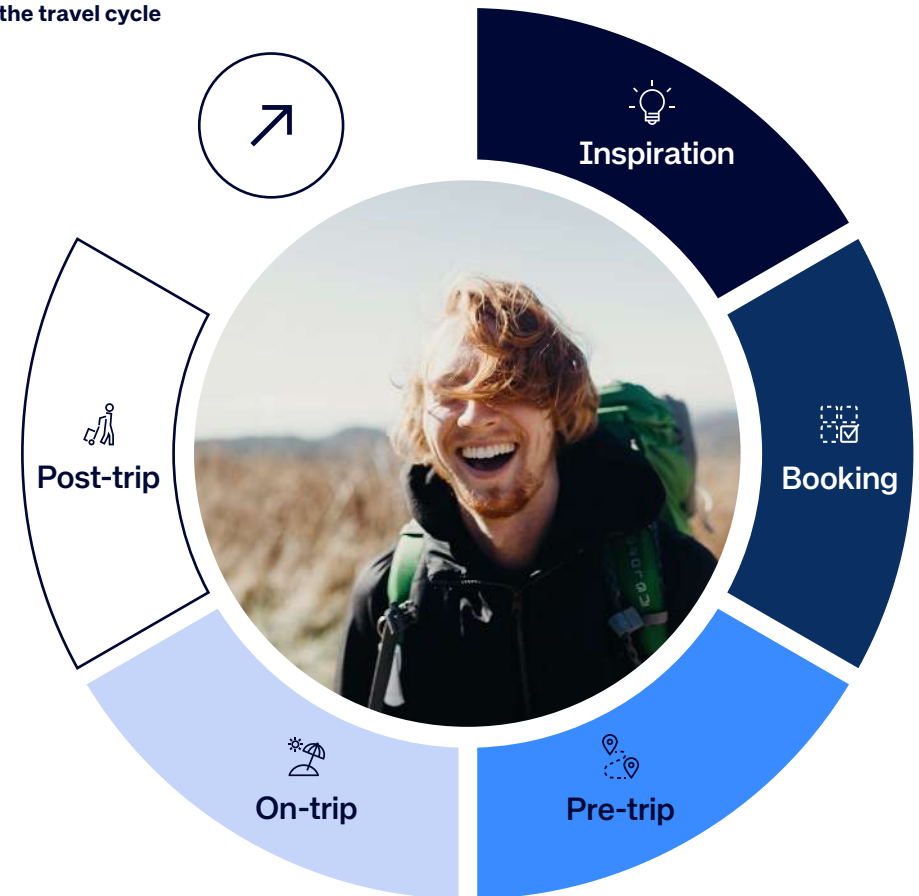 the travel cycle
Inspiration
Booking
Pre-trip
On-trip
Post-trip